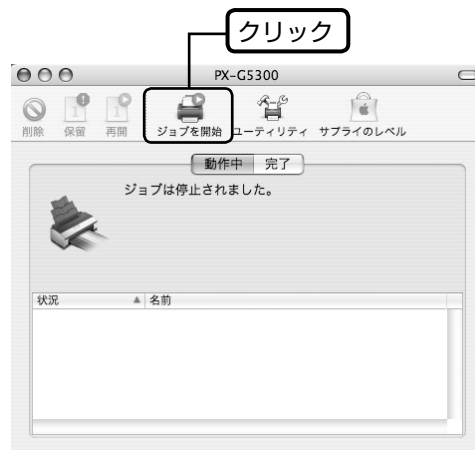 クリック
PX-G5300
削除 保留 再開 ジョブを開始 ユーティリティ サプライのレベル
動作中 完了
ジョブは停止されました。
状況 ▲ 名前